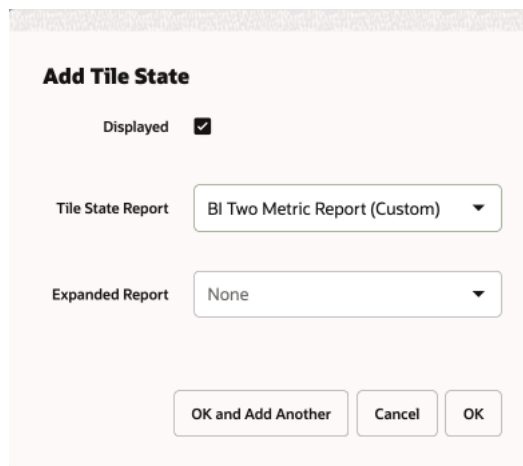 Add Tile State
Displayed
Tile State Report BI Two Metric Report (Custom)
Expanded Report None
OK and Add Another Cancel OK